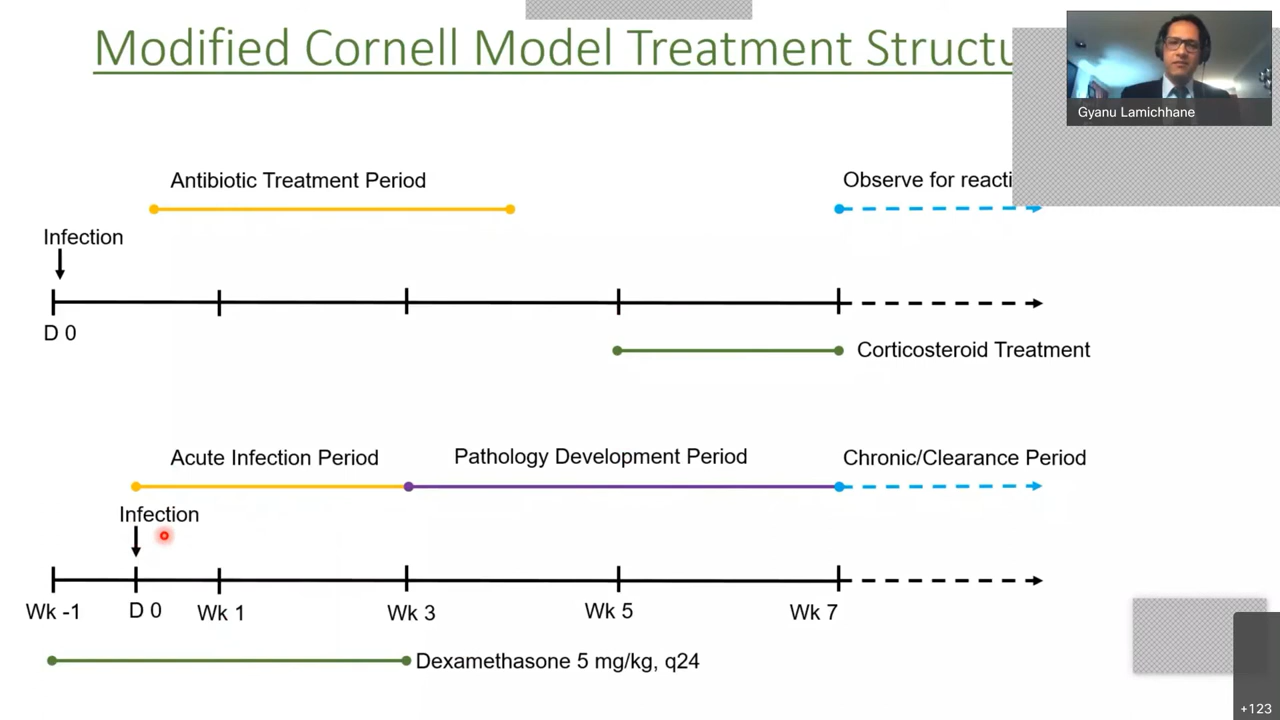 Modified Cornell Model Treatment
Gyanu Lamichhane
Antibiotic Treatment Period
Observe for
Infection
D 0
Corticosteroid Treatment
Acute Infection Period
Pathology Development Period
Chronic/Clearance Period
Infection
Wk -1
D 0
Wk 1
Wk 3
Wk 5
Wk 7
Dexamethasone 5 mg/kg, q24
+123